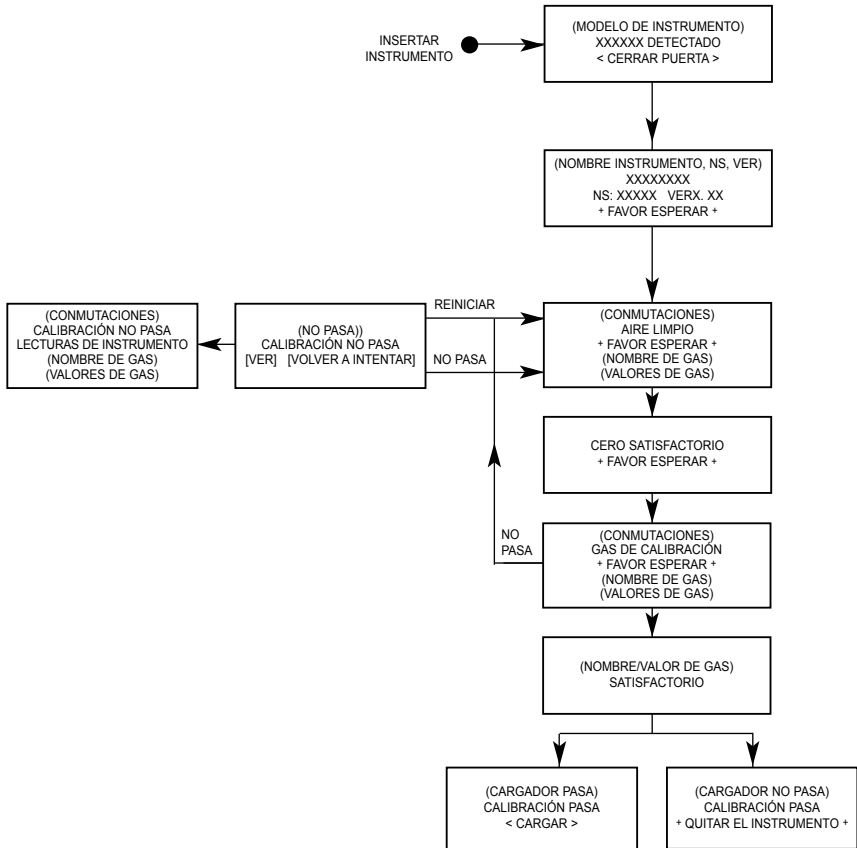 INSERTAR
INSTRUMENTO
(MODELO DE INSTRUMENTO)
XXXXXX DETECTADO
< CERRAR PUERTA >
(NOMBRE INSTRUMENTO, NS, VER)
XXXXXXXX
NS: XXXXX VERX. XX
+ FAVOR ESPERAR +
(CONMUTACIONES)
CALIBRACIÓN NO PASA
LECTURAS DE INSTRUMENTO
(NOMBRE DE GAS)
(VALORES DE GAS)
(NO PASA))
CALIBRACIÓN NO PASA
[VER] [VOLVER A INTENTAR]
REINICIAR
NO PASA
(CONMUTACIONES)
AIRE LIMPIO
+ FAVOR ESPERAR +
(NOMBRE DE GAS)
(VALORES DE GAS)
CERO SATISFACTORIO
+ FAVOR ESPERAR +
NO
PASA
(CONMUTACIONES)
GAS DE CALIBRACIÓN
+ FAVOR ESPERAR +
(NOMBRE DE GAS)
(VALORES DE GAS)
(NOMBRE/VALOR DE GAS)
SATISFACTORIO
(CARGADOR PASA)
CALIBRACIÓN PASA
< CARGAR >
(CARGADOR NO PASA)
CALIBRACIÓN PASA
+ QUITAR EL INSTRUMENTO +